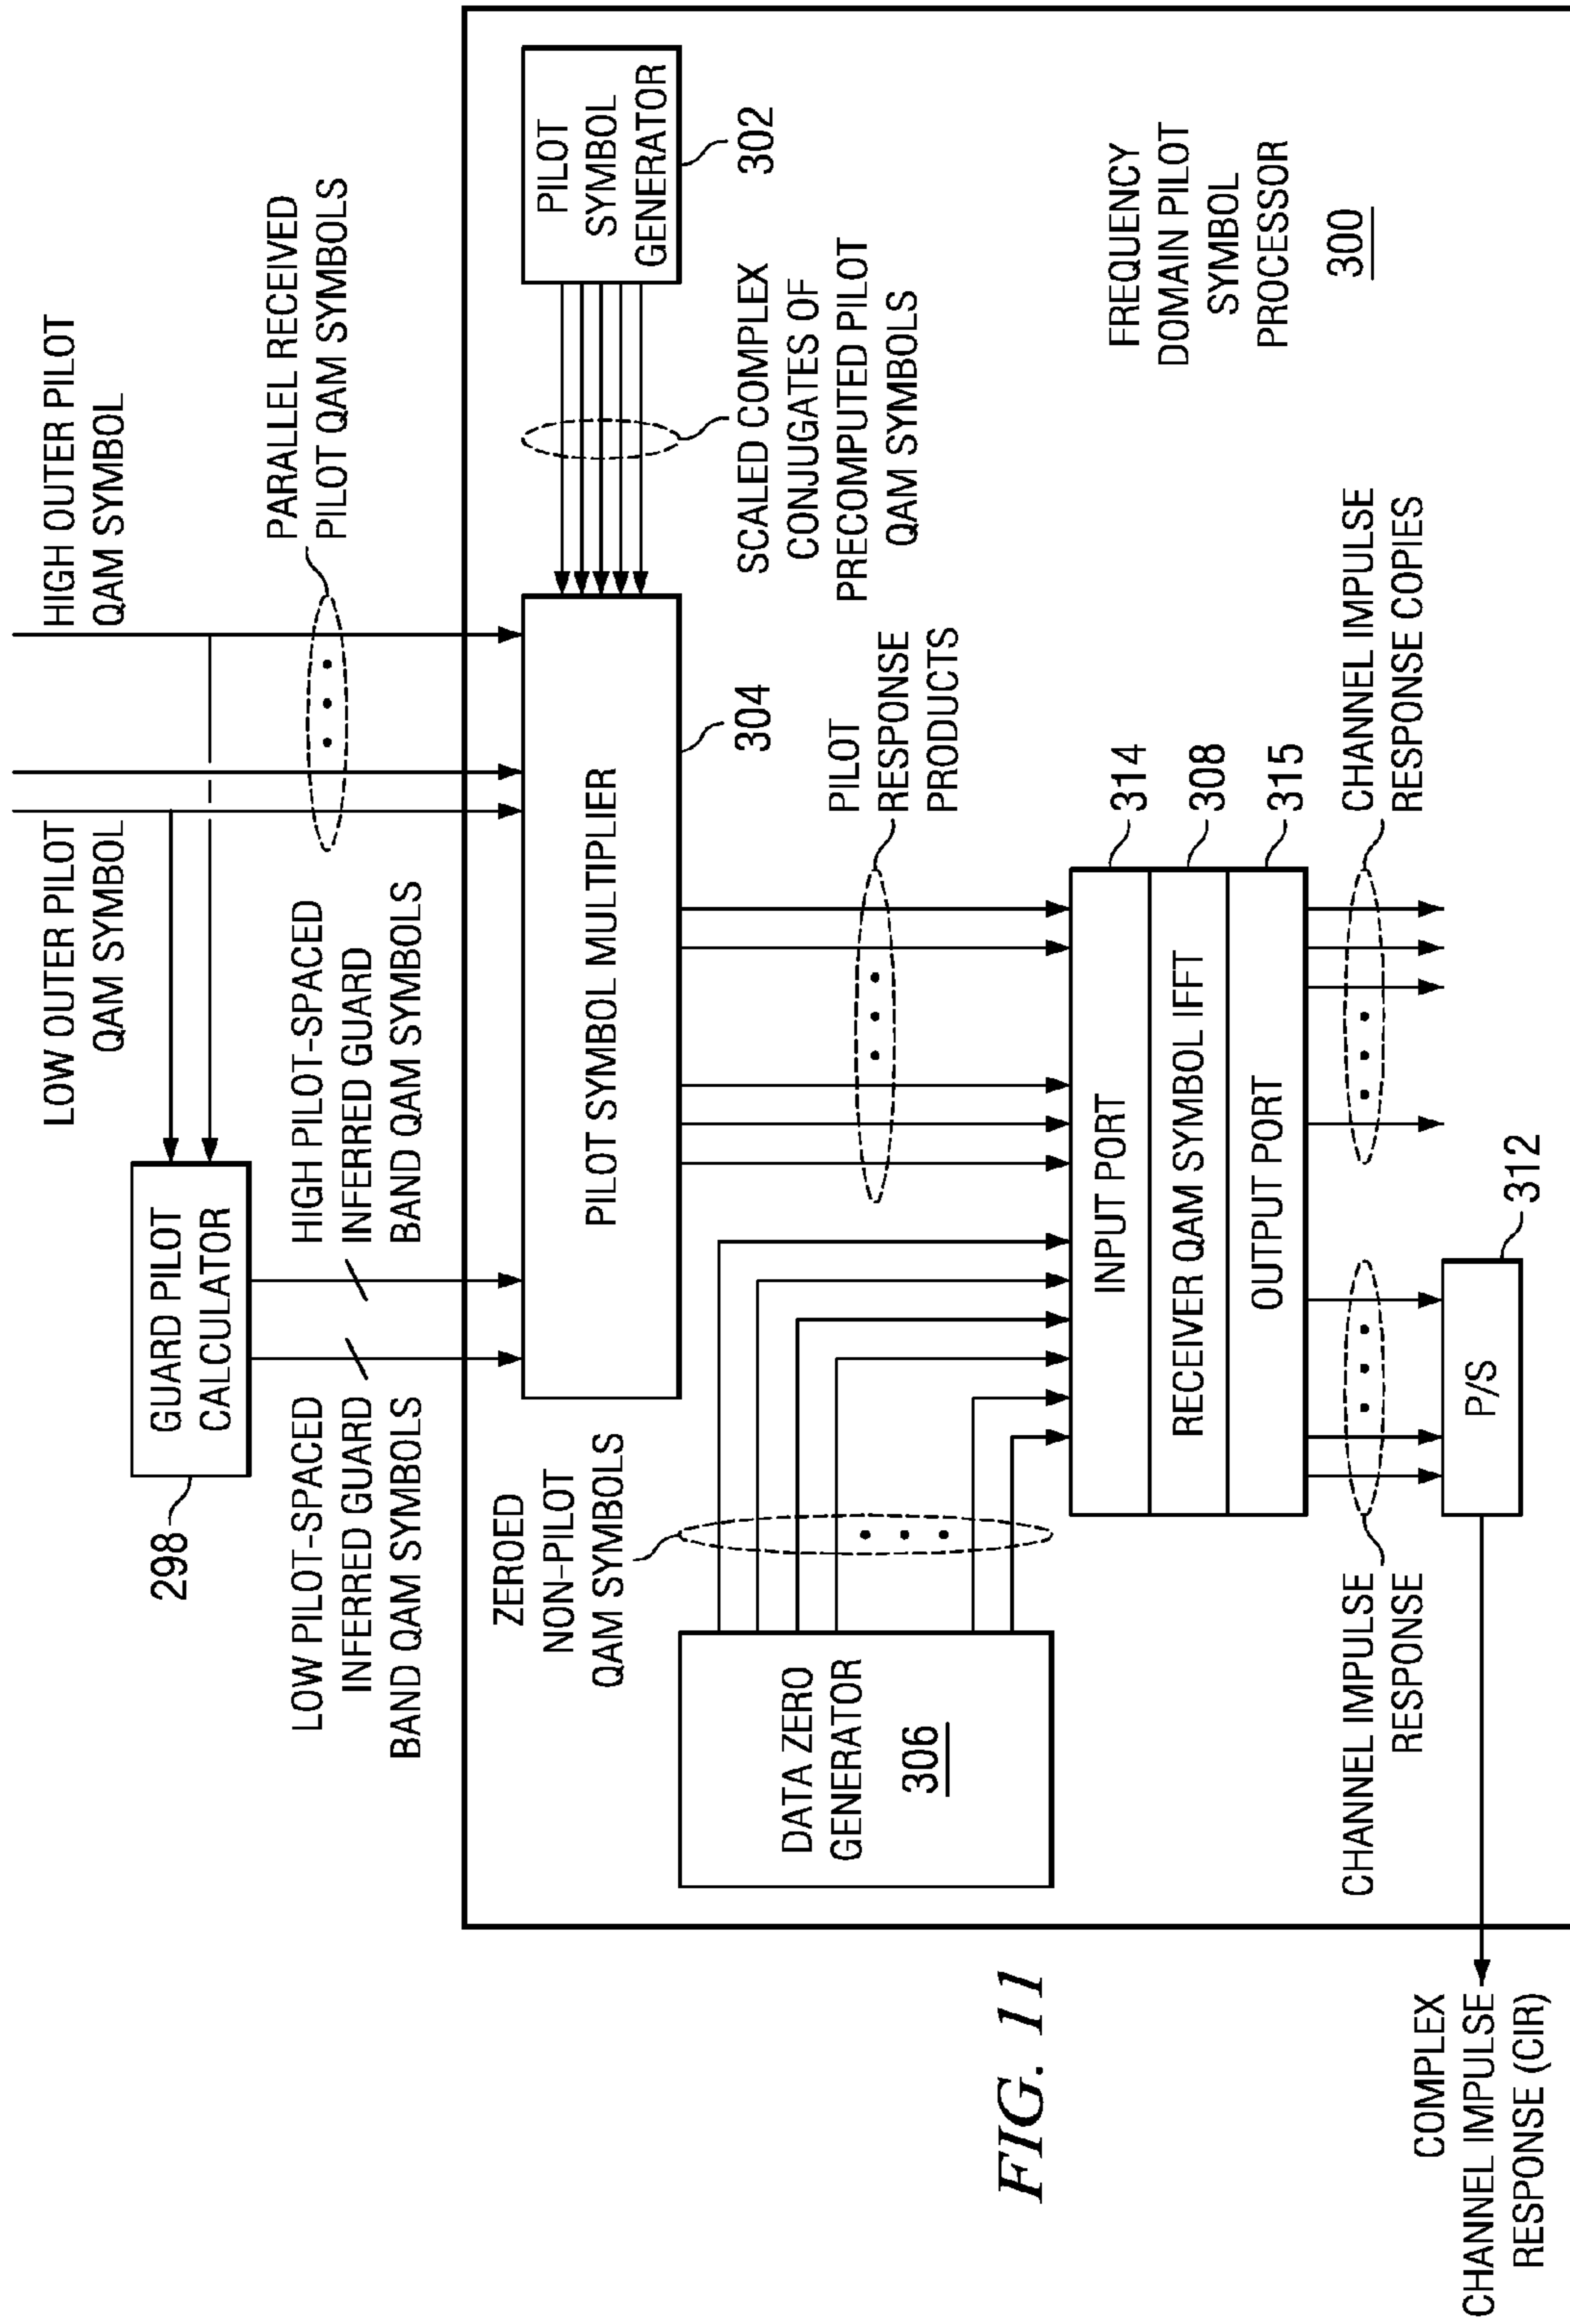 HIGH OUTER PILOT
QAM SYMBOL
LOW OUTER PILOT
QAM SYMBOL
PARALLEL RECEIVED
PILOT QAM SYMBOLS
GUARD PILOT
CALCULATOR
298
HIGH PILOT-SPACED
INFERRED GUARD
BAND QAM SYMBOLS
LOW PILOT-SPACED
INFERRED GUARD
BAND QAM SYMBOLS
PILOT
SYMBOL
GENERATOR
302
PILOT SYMBOL MULTIPLIER
304
SCALED COMPLEX
CONJUGATES OF
PRECOMPUTED PILOT
QAM SYMBOLS
ZEROED
NON-PILOT
QAM SYMBOLS
PILOT
RESPONSE
PRODUCTS
DATA ZERO
GENERATOR
306
FREQUENCY
DOMAIN PILOT
SYMBOL
PROCESSOR
300
INPUT PORT
314
RECEIVER QAM SYMBOL IFFT
308
OUTPUT PORT
315
CHANNEL IMPULSE
RESPONSE
CHANNEL IMPULSE
RESPONSE COPIES
P/S
312
COMPLEX
CHANNEL IMPULSE
RESPONSE (CIR)
FIG. 11